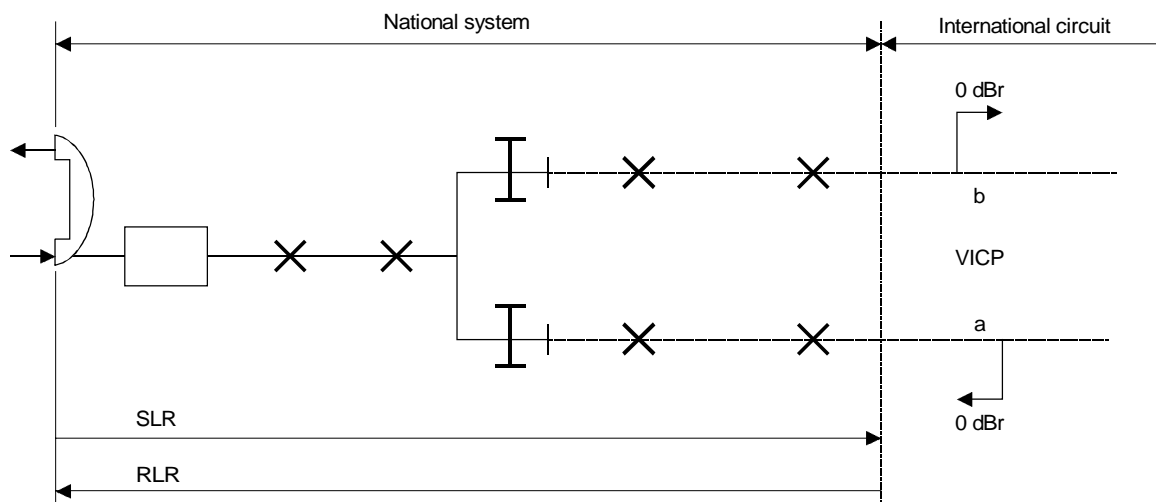 National system
International circuit
0 dBr
b
VICP
a
0 dBr
SLR
RLR